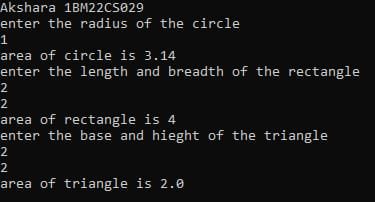 Akshara 1BM22CS029
enter the radius of the circle
1
area of circle is 3.14
enter the length and breadth of the rectangle
2
2
area of rectangle is 4
enter the base and hieght of the triangle
2
2
area of triangle is 2.0